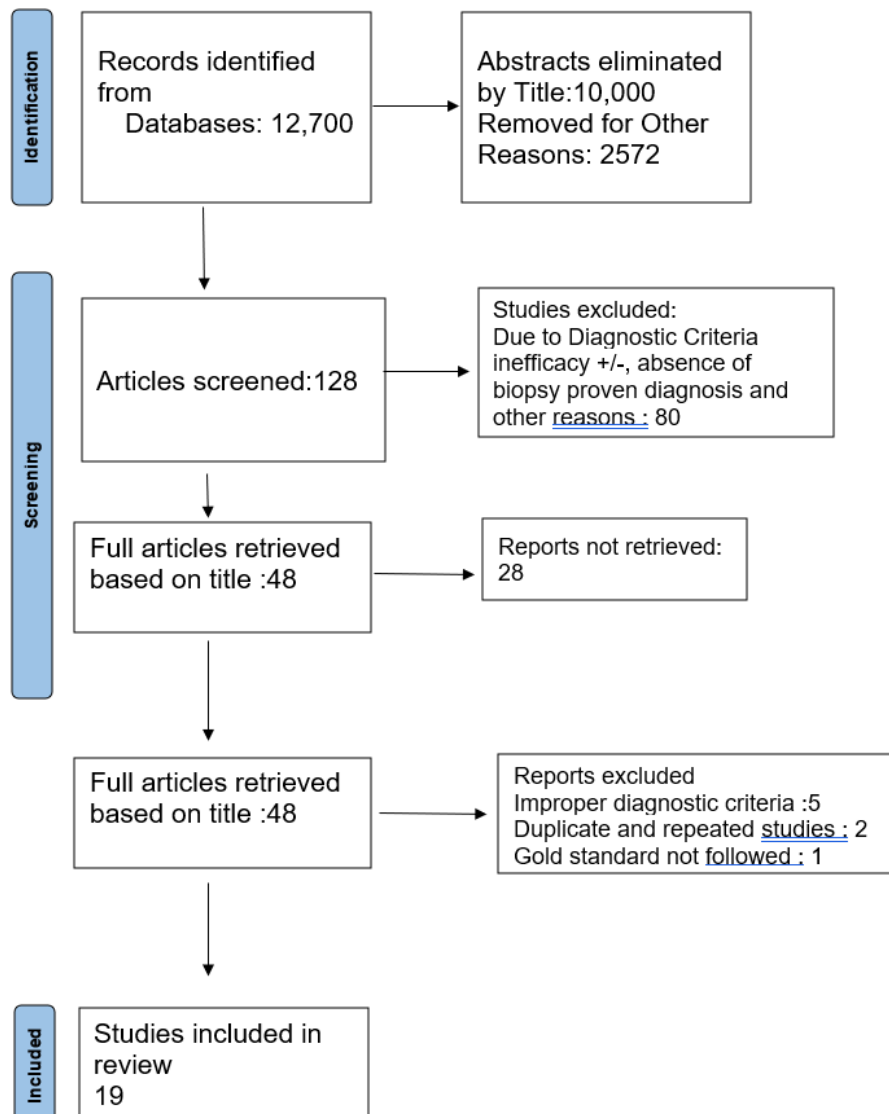 Identification
Records identified
from
Databases: 12,700
Abstracts eliminated
by Title:10,000
Removed for Other
Reasons: 2572
Screening
Articles screened:128
Studies excluded:
Due to Diagnostic Criteria
inefficacy +/-, absence of
biopsy proven diagnosis and
other reasons : 80
Full articles retrieved
based on title :48
Reports not retrieved:
28
Full articles retrieved
based on title :48
Reports excluded
Improper diagnostic criteria :5
Duplicate and repeated studies : 2
Gold standard not followed : 1
Included
Studies included in
review
19